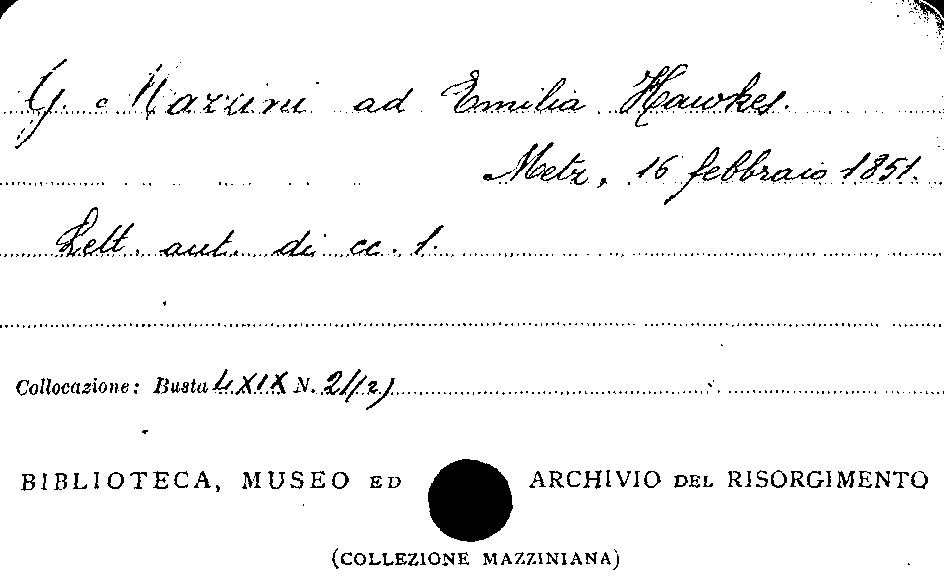 G. Mazzini ad Emilia Hawkes.
Metz, 16 febbraio 1851.
Lett. aut. di cc. 1.
Collocazione: Busta LXIX N. 21(2)
BIBLIOTECA, MUSEO ED ARCHIVIO DEL RISORGIMENTO
(COLLEZIONE MAZZINIANA)